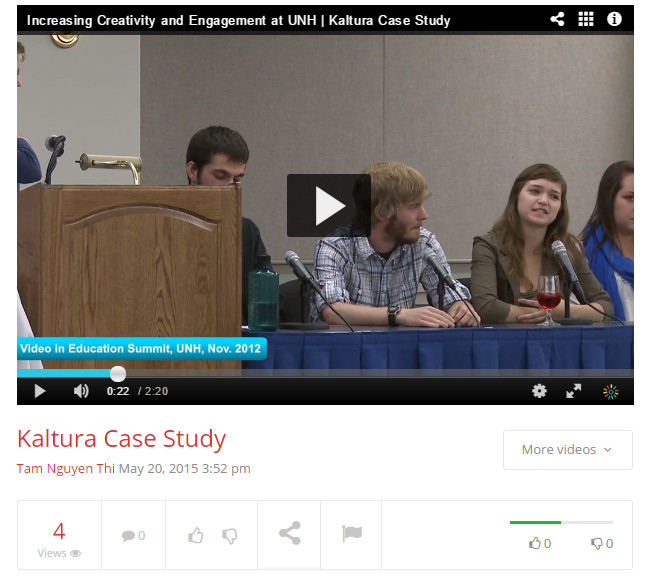 Increasing Creativity and Engagement at UNH | Kaltura Case Study
Video in Education Summit, UNH, Nov. 2012
0:22 / 2:20
Kaltura Case Study
More videos
Tam Nguyen Thi May 20, 2015 3:52 pm
4
Views
0
0
0